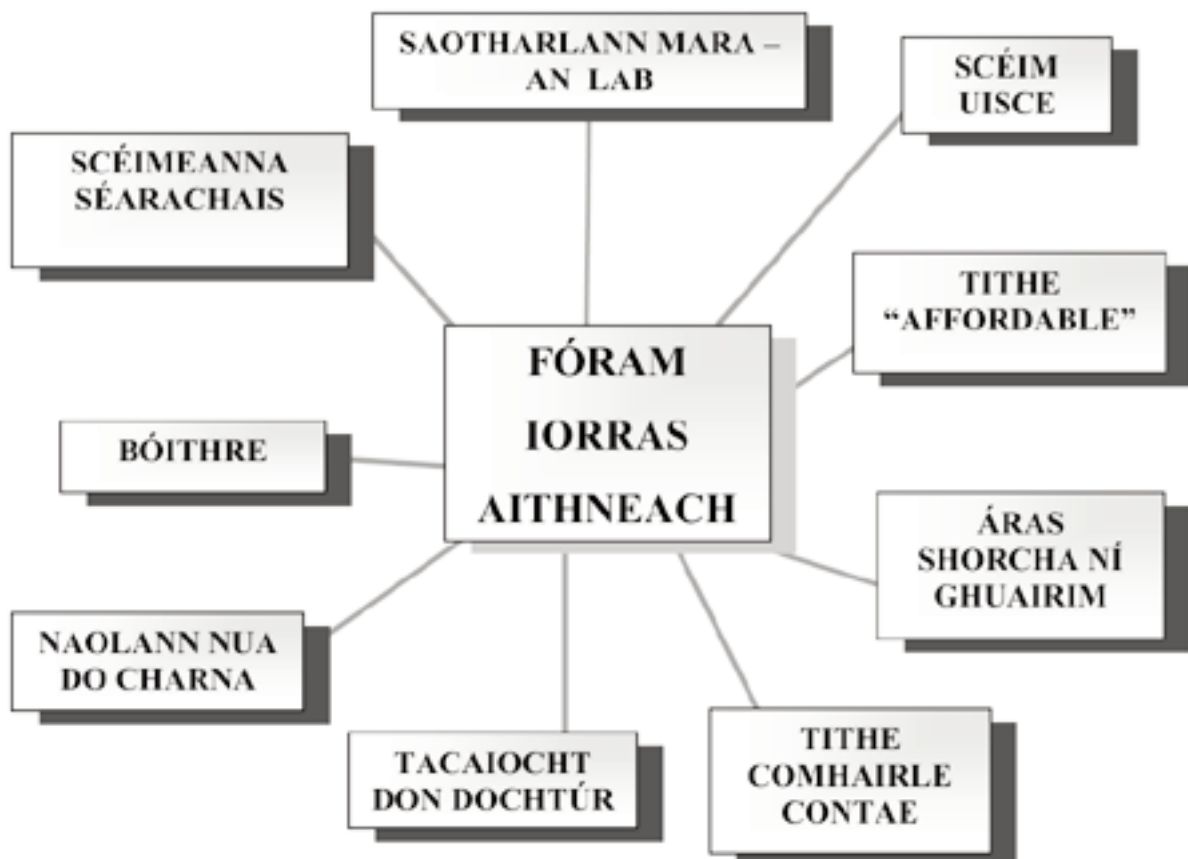 SAOTHARLANN MARA –
AN LAB
SCÉIM
UISCE
SCÉIMEANNA
SÉARACHAIS
TITHE
“AFFORDABLE”
FÓRAM
IORRAS
AITHNEACH
BÓITHRE
ÁRAS
SHORCHA NÍ
GHUAIRIM
NAOLANN NUA
DO CHARNA
TACAIOCHT
DON DOCHTÚR
TITHE
COMHAIRLE
CONTAE